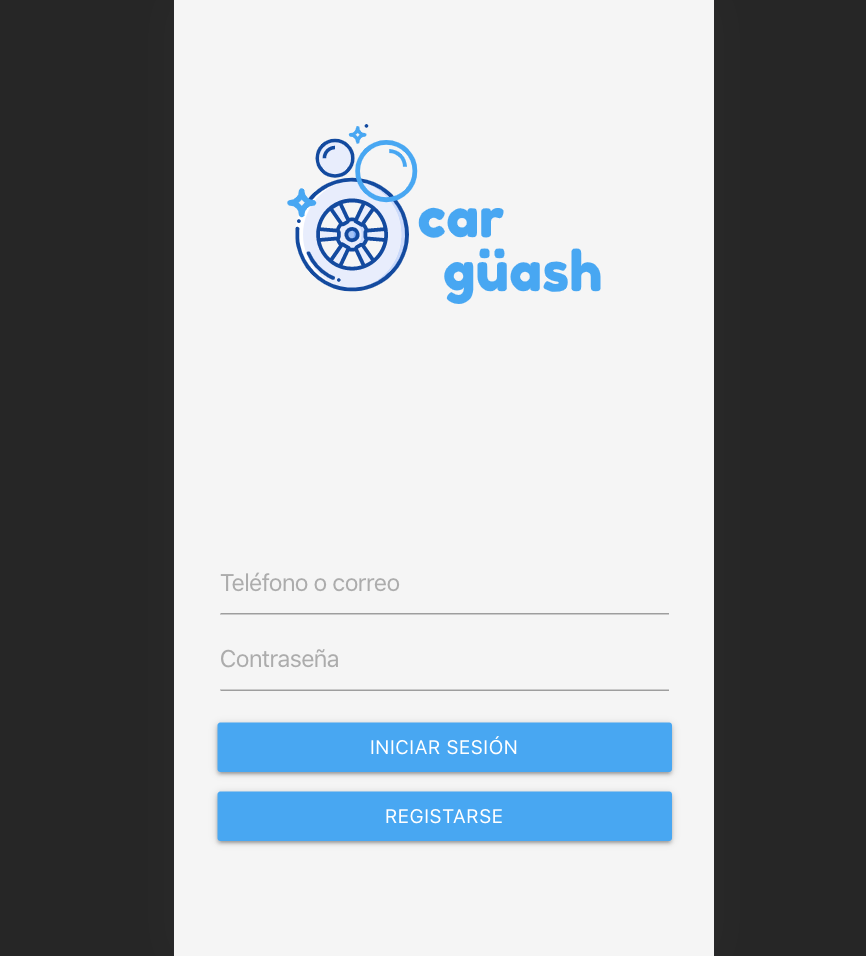 car
güash
Teléfono o correo
Contraseña
INICIAR SESIÓN
REGISTARSE